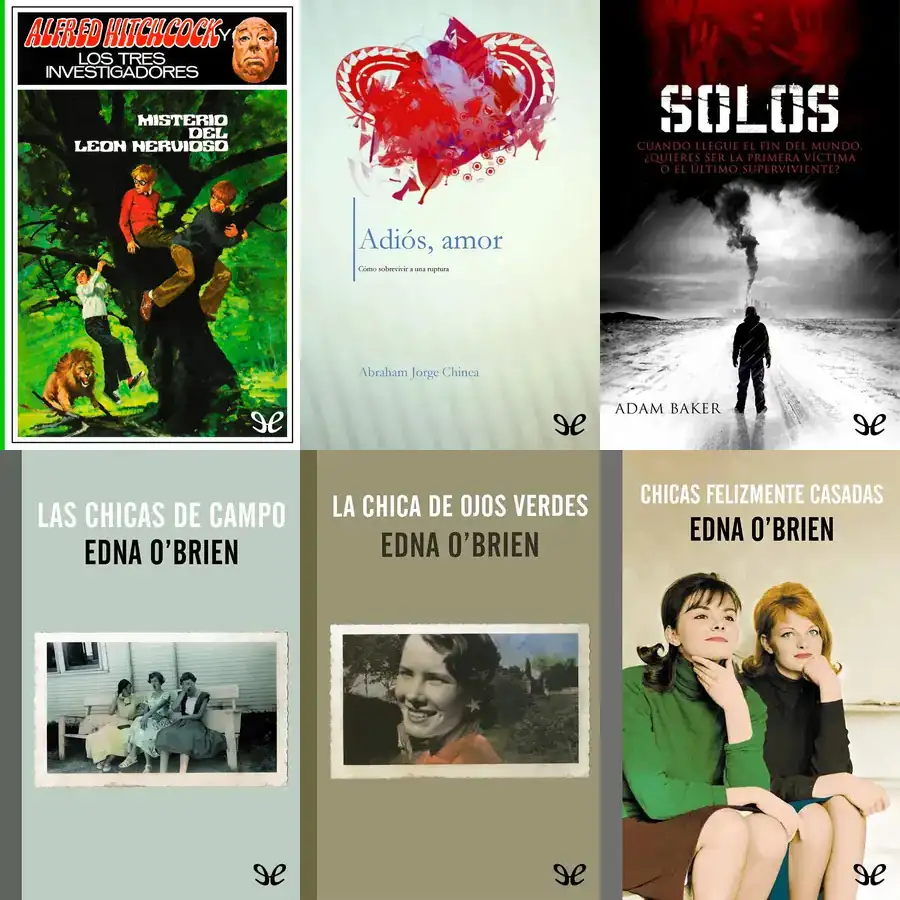 ALFRED HITCHCOCK Y
LOS TRES
INVESTIGADORES
MISTERIO
DEL
LEON NERVIOSO
Adiós, amor
Cómo sobrevivir a una ruptura
Abraham Jorge Chinea
SOLOS
CUANDO LLEGUE EL FIN DEL MUNDO,
¿QUIERES SER LA PRIMERA VÍCTIMA
O EL ÚLTIMO SUPERVIVIENTE?
ADAM BAKER
LAS CHICAS DE CAMPO
EDNA O'BRIEN
LA CHICA DE OJOS VERDES
EDNA O'BRIEN
CHICAS FELIZMENTE CASADAS
EDNA O'BRIEN